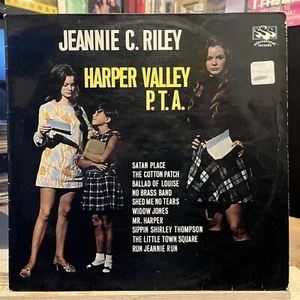 JEANNIE C. RILEY
HARPER VALLEY
P.T.A.
SATAN PLACE
THE COTTON PATCH
BALLAD OF LOUISE
NO BRASS BAND
SHED ME NO TEARS
WIDOW JONES
MR. HARPER
SIPPIN SHIRLEY THOMPSON
THE LITTLE TOWN SQUARE
RUN JEANNIE RUN